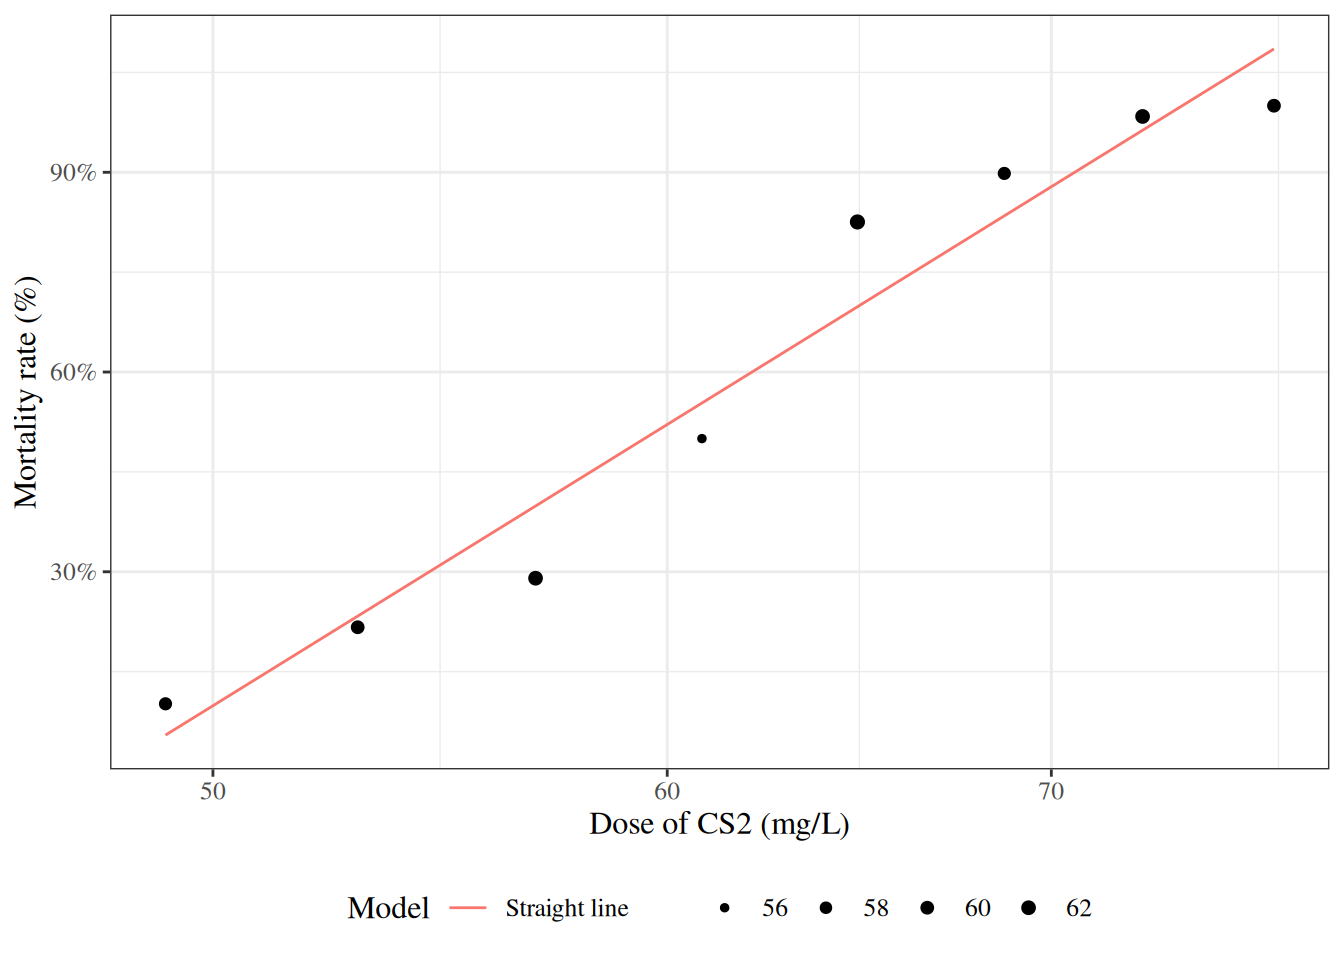 Mortality rate (%)
90%
60%
30%
50 60 70
Dose of CS2 (mg/L)
Model Straight line 56 58 60 62